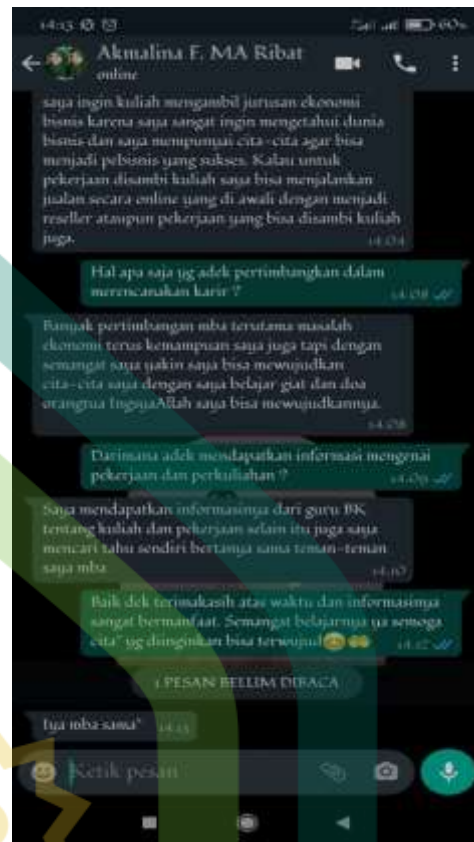 14:13
60%
Akmalina F. MA Ribat
online
saya ingin kuliah mengambil jurusan ekonomi
bisnis karena saya sangat ingin mengetahui dunia
bisnis dan saya mempunyai cita-cita agar bisa
menjadi pebisnis yang sukses. Kalau untuk
pekerjaan disambi kuliah saya bisa menjalankan
jualan secara online yang di awali dengan menjadi
reseller ataupun pekerjaan yang bisa disambi kuliah
juga.
14.04
Hal apa saja yg adek pertimbangkan dalam
merencanakan karir ?
14.08
Banyak pertimbangan mba terutama masalah
ekonomi terus kemampuan saya juga tapi dengan
semangat saya yakin saya bisa mewujudkan
cita-cita saya dengan saya belajar giat dan doa
orangtua IngsyaAllah saya bisa mewujudkannya.
14.08
Darimana adek mendapatkan informasi mengenai
pekerjaan dan perkuliahan ?
14.09
Saya mendapatkan informasinya dari guru BK
tentang kuliah dan pekerjaan selain itu juga saya
mencari tahu sendiri bertanya sama teman-teman
saya mba
14.10
Baik dek terimakasih atas waktu dan informasinya
sangat bermanfaat. Semangat belajarnya ya semoga
cita" yg diinginkan bisa terwujud😊🤲
14.12
1 PESAN BELUM DIBACA
Iya mba sama"
14.13
Ketik pesan